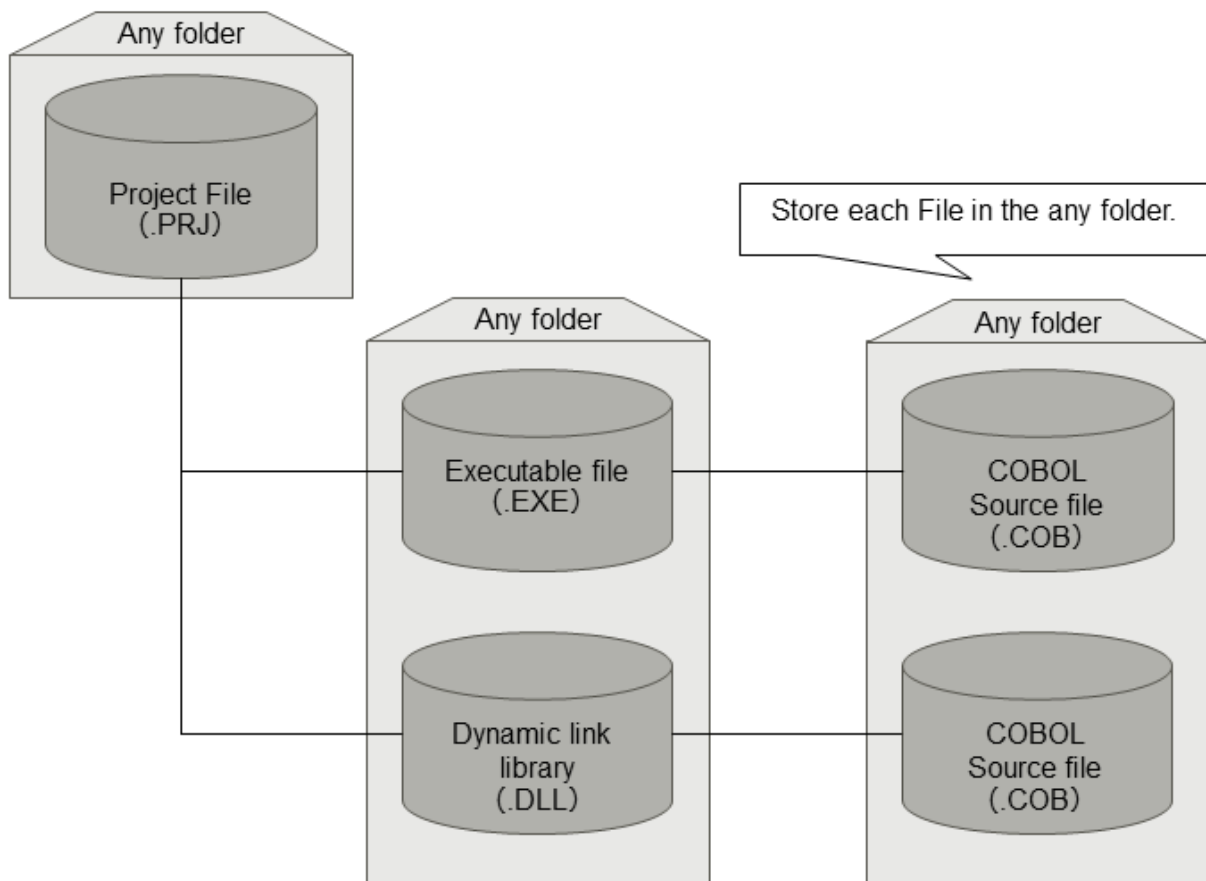 Any folder
Project File
(.PRJ)
Store each File in the any folder.
Any folder
Executable file
(.EXE)
Dynamic link
library
(.DLL)
Any folder
COBOL
Source file
(.COB)
COBOL
Source file
(.COB)